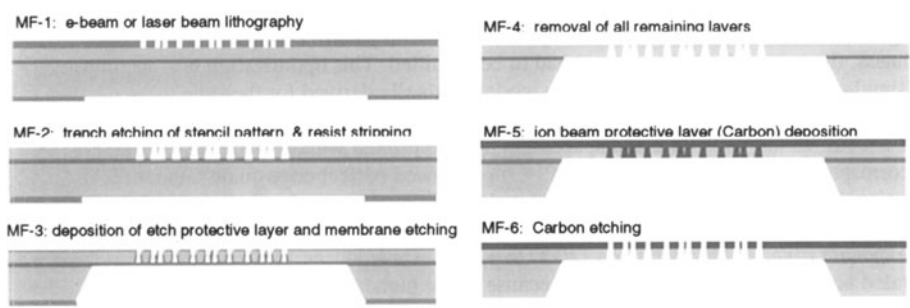 MF-1: e-beam or laser beam lithography
MF-2: trench etching of stencil pattern & resist stripping
MF-3: deposition of etch protective layer and membrane etching
MF-4: removal of all remaining layers
MF-5: ion beam protective layer (Carbon) deposition
MF-6: Carbon etching